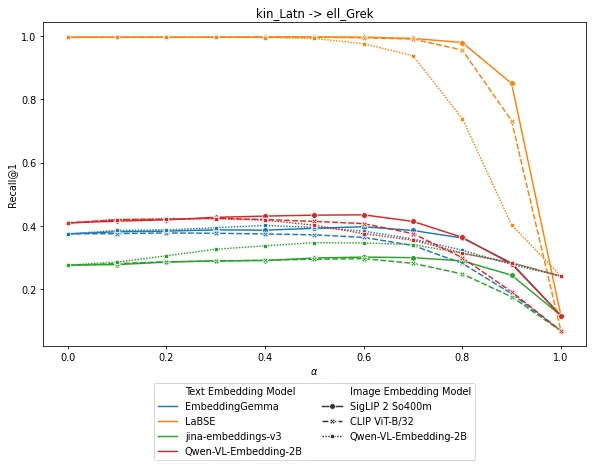 kin_Latn -> ell_Grek
1.0
0.8
0.6
0.4
0.2
Recall@1
0.0 0.2 0.4 0.6 0.8 1.0
α
Text Embedding Model Image Embedding Model
EmbeddingGemma SigLIP 2 So400m
LaBSE CLIP ViT-B/32
jina-embeddings-v3 Qwen-VL-Embedding-2B
Qwen-VL-Embedding-2B